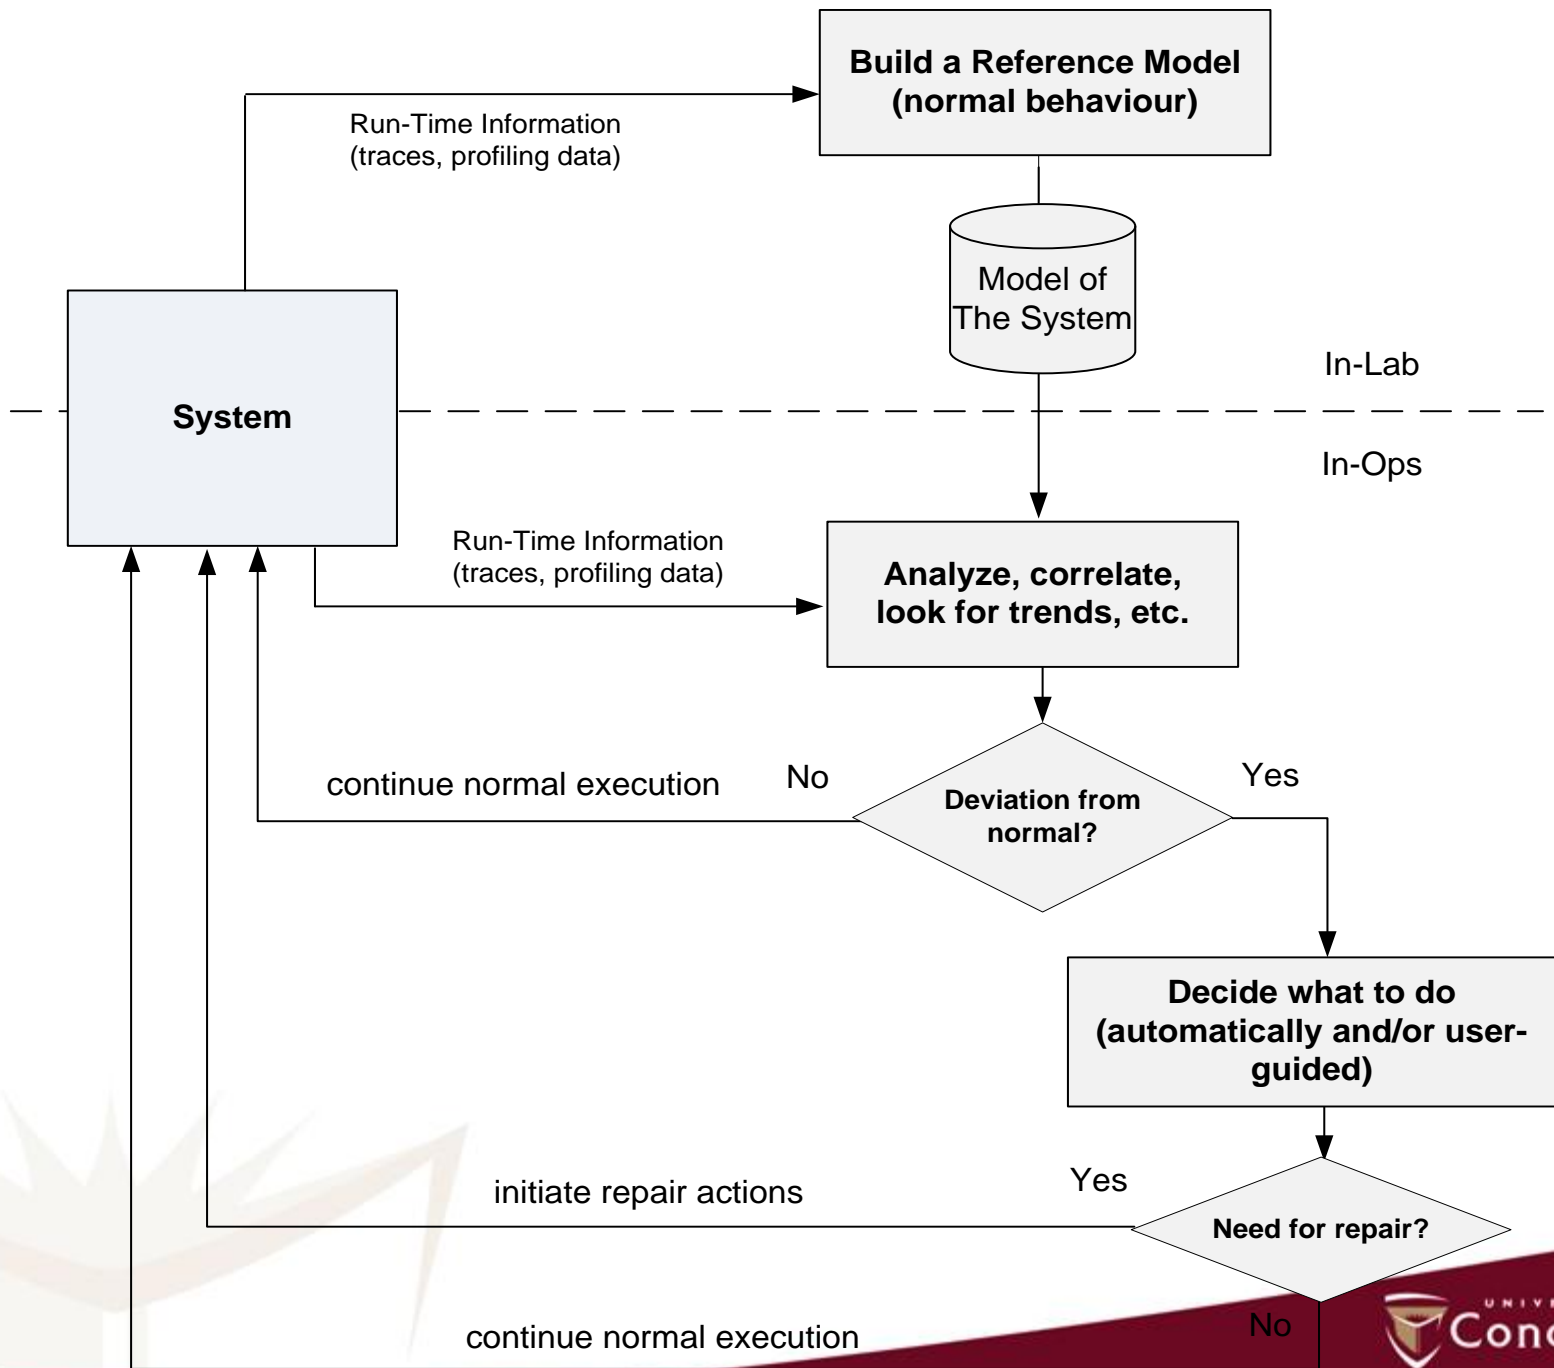 Build a Reference Model
(normal behaviour)
Run-Time Information
(traces, profiling data)
Model of
The System
In-Lab
System
In-Ops
Run-Time Information
(traces, profiling data)
Analyze, correlate,
look for trends, etc.
continue normal execution
No
Yes
Deviation from
normal?
Decide what to do
(automatically and/or user-
guided)
initiate repair actions
Yes
Need for repair?
continue normal execution
No